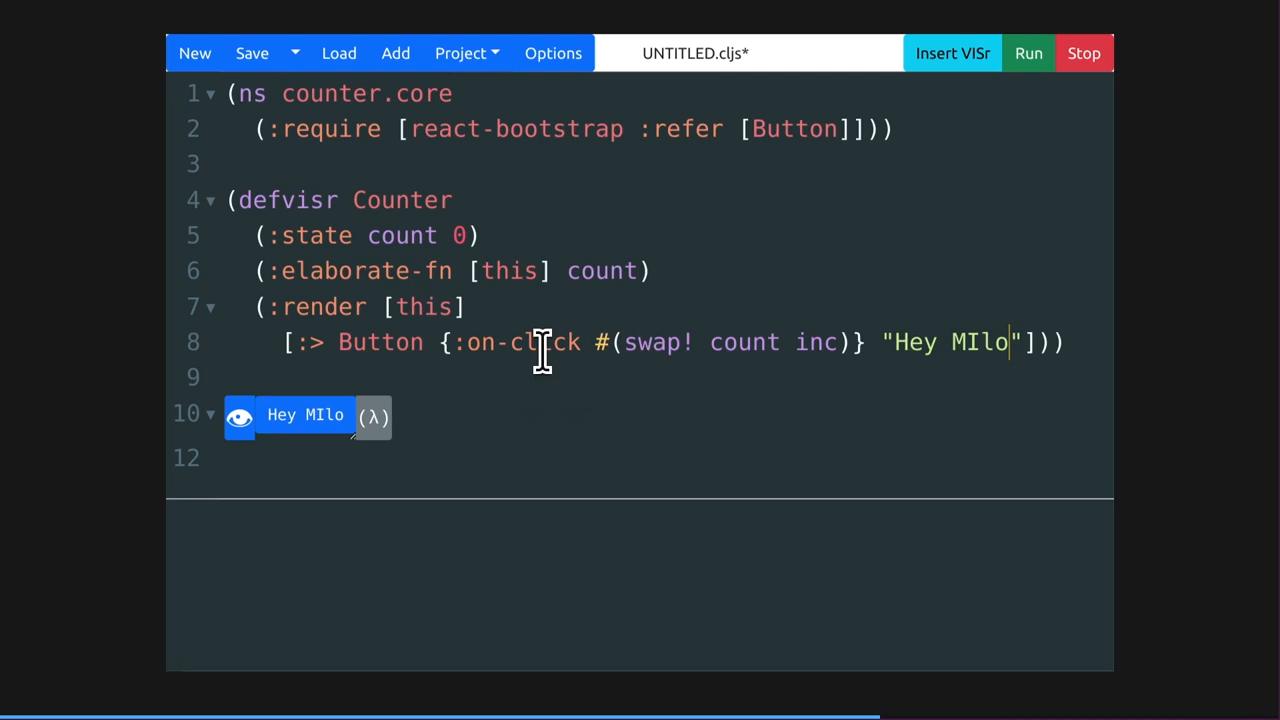 New Save Load Add Project Options UNTITLED.cljs* Insert VISr Run Stop
1 (ns counter.core
2 (:require [react-bootstrap :refer [Button]]))
3
4 (defvisr Counter
5 (:state count 0)
6 (:elaborate-fn [this] count)
7 (:render [this]
8 [:> Button {:on-click #(swap! count inc)} "Hey MIlo"]))
9
10 Hey MIlo (λ)
12